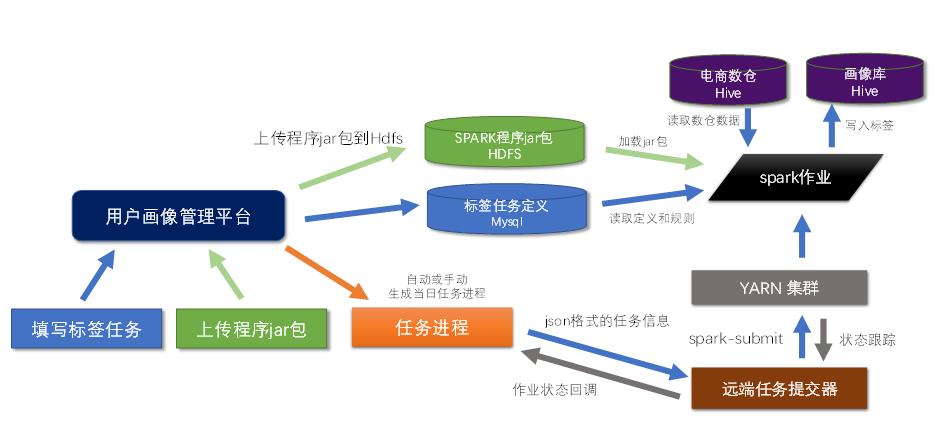 电商数仓
Hive
画像库
Hive
读取数仓数据
写入标签
上传程序jar包到Hdfs
SPARK程序jar包
HDFS
加载jar包
spark作业
用户画像管理平台
标签任务定义
Mysql
读取定义和规则
自动或手动
生成当日任务进程
YARN 集群
填写标签任务
上传程序jar包
任务进程
json格式的任务信息
spark-submit
状态跟踪
作业状态回调
远端任务提交器